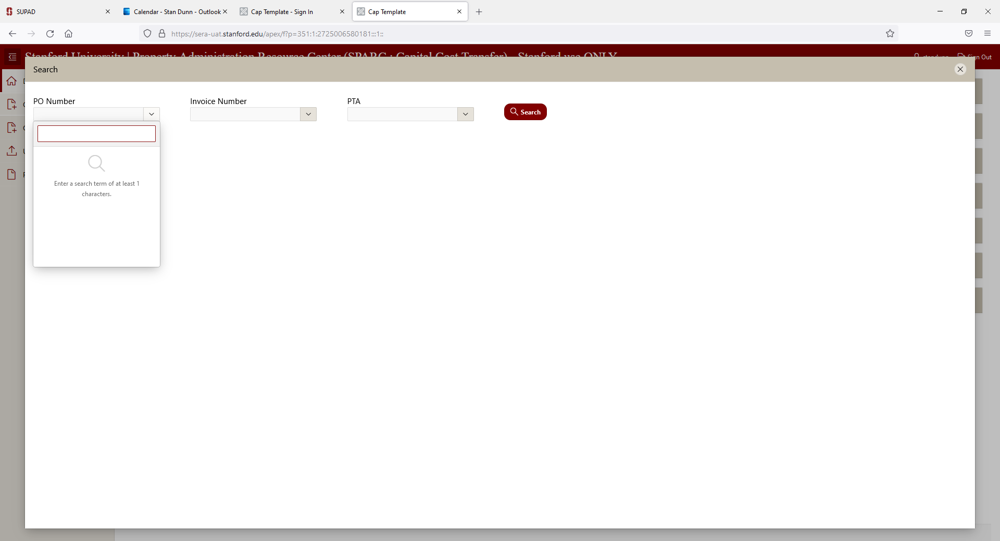 SUPAD
Calendar - Stan Dunn - Outlook
Cap Template - Sign In
Cap Template
https://sera-uat.stanford.edu/apex/f?p=351:1:2725006580181:::1::
Stanford University | Property Administration Resource Center (SPARC : Capital Cost Transfer) - Stanford use ONLY
standunn
Sign Out
Search
PO Number
Invoice Number
PTA
Search
Enter a search term of at least 1
characters.